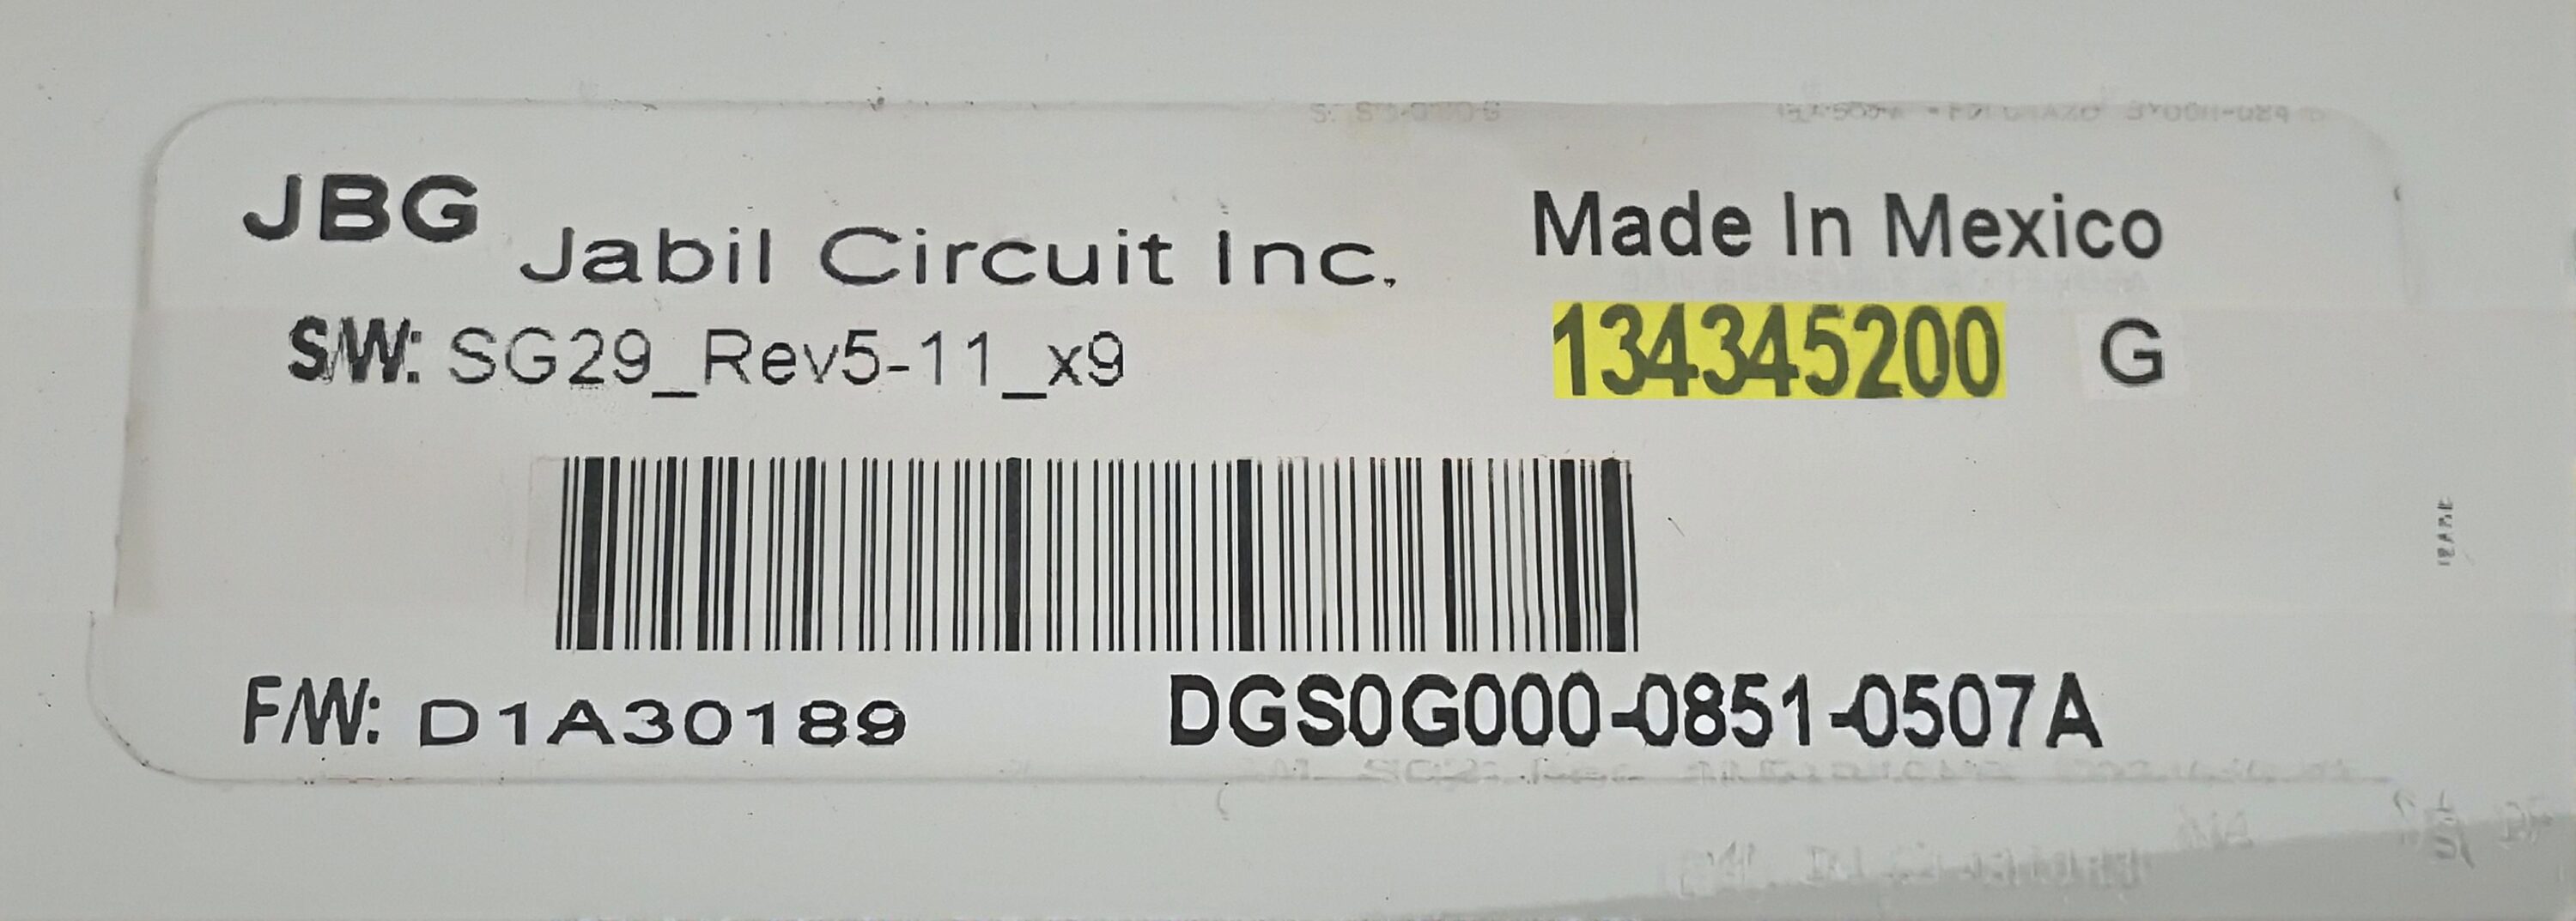 JBG Jabil Circuit Inc. Made In Mexico
S/W: SG29_Rev5-11_x9 134345200 G
F/W: D1A30189 DGS0G000-0851-0507A